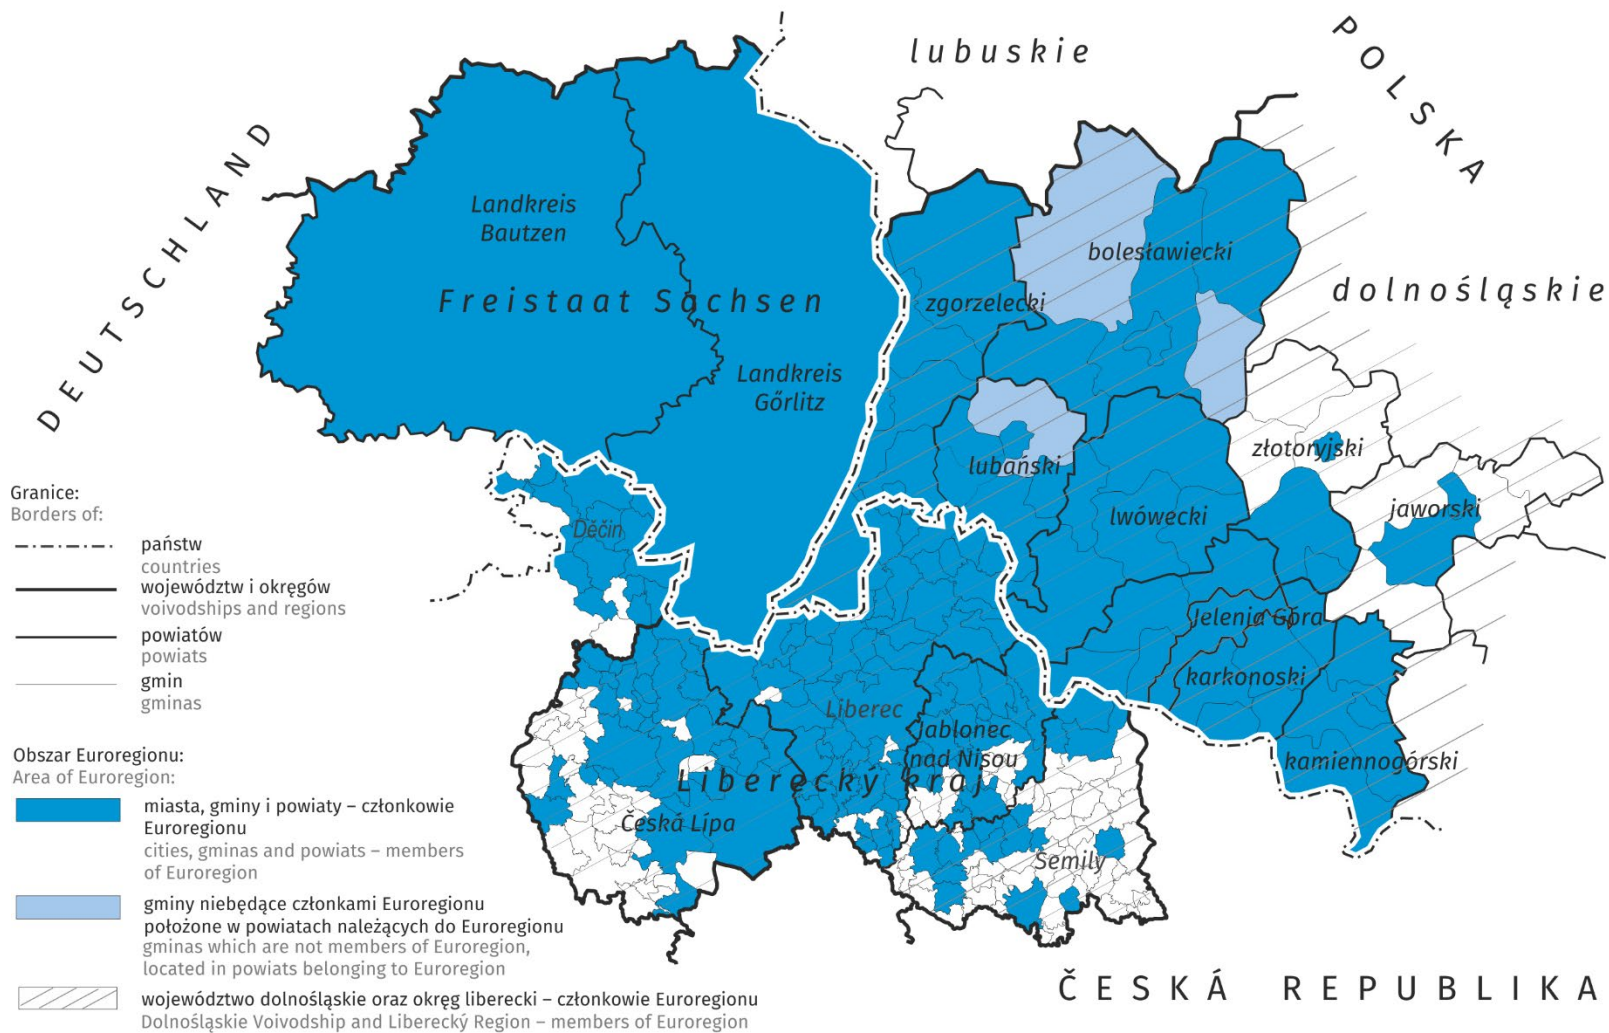 lubuskie
POLSKA
DEUTSCHLAND
Landkreis
Bautzen
bolesławiecki
Freistaat Sachsen
zgorzelecki
dolnośląskie
Landkreis
Gőrlitz
złotoryjski
lubański
jaworski
lwówecki
Děčín
Jelenia Góra
karkonoski
Liberec
Jablonec
nad Nisou
kamiennogórski
Liberecký kraj
Česká Lípa
Semily
ČESKÁ REPUBLIKA
Granice:
Borders of:
państw
countries
województw i okręgów
voivodships and regions
powiatów
powiats
gmin
gminas
Obszar Euroregionu:
Area of Euroregion:
miasta, gminy i powiaty – członkowie
Euroregionu
cities, gminas and powiats – members
of Euroregion
gminy niebędące członkami Euroregionu
położone w powiatach należących do Euroregionu
gminas which are not members of Euroregion,
located in powiats belonging to Euroregion
województwo dolnośląskie oraz okręg liberecki – członkowie Euroregionu
Dolnośląskie Voivodship and Liberecký Region – members of Euroregion